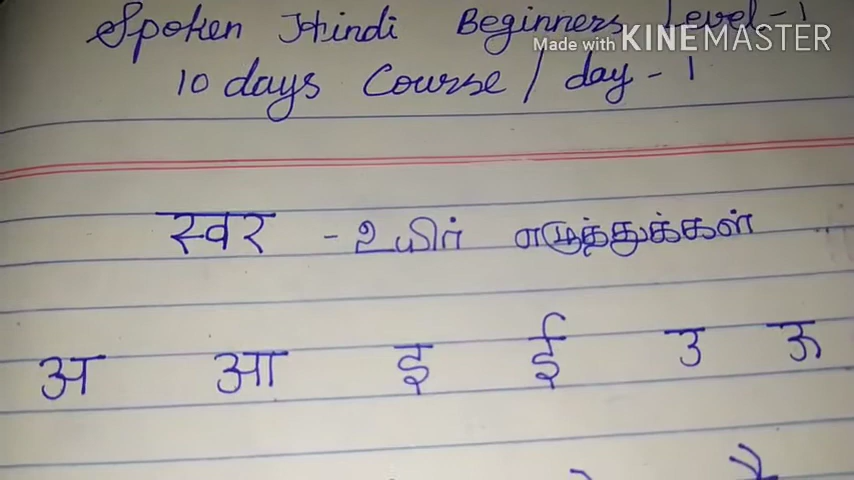 Spoken Hindi Beginners Level-1
Made with KINEMASTER
10 days Course / day - 1
स्वर - உயிர் எழுத்துக்கள்
अ आ इ ई उ ऊ